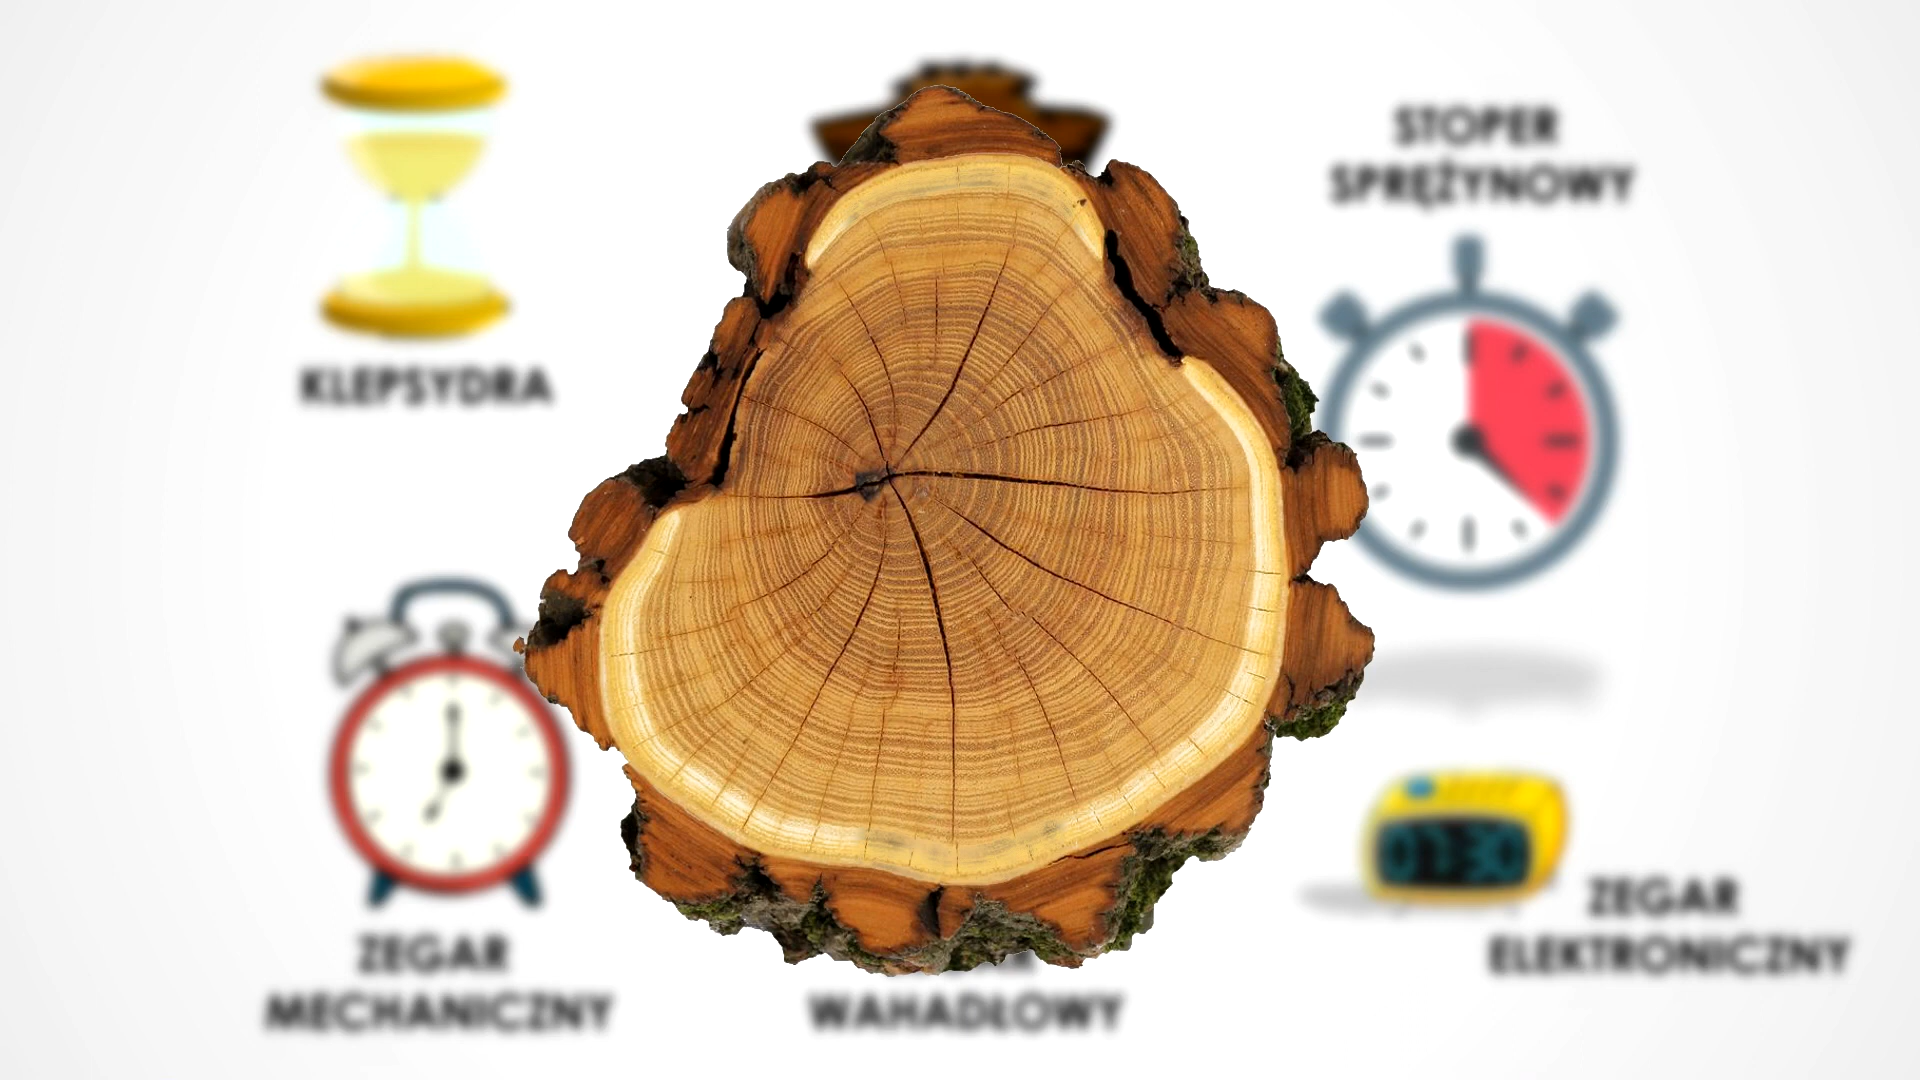 KLEPSYDRA
STOPER
SPRĘŻYNOWY
ZEGAR
MECHANICZNY
WAHADŁOWY
ZEGAR
ELEKTRONICZNY